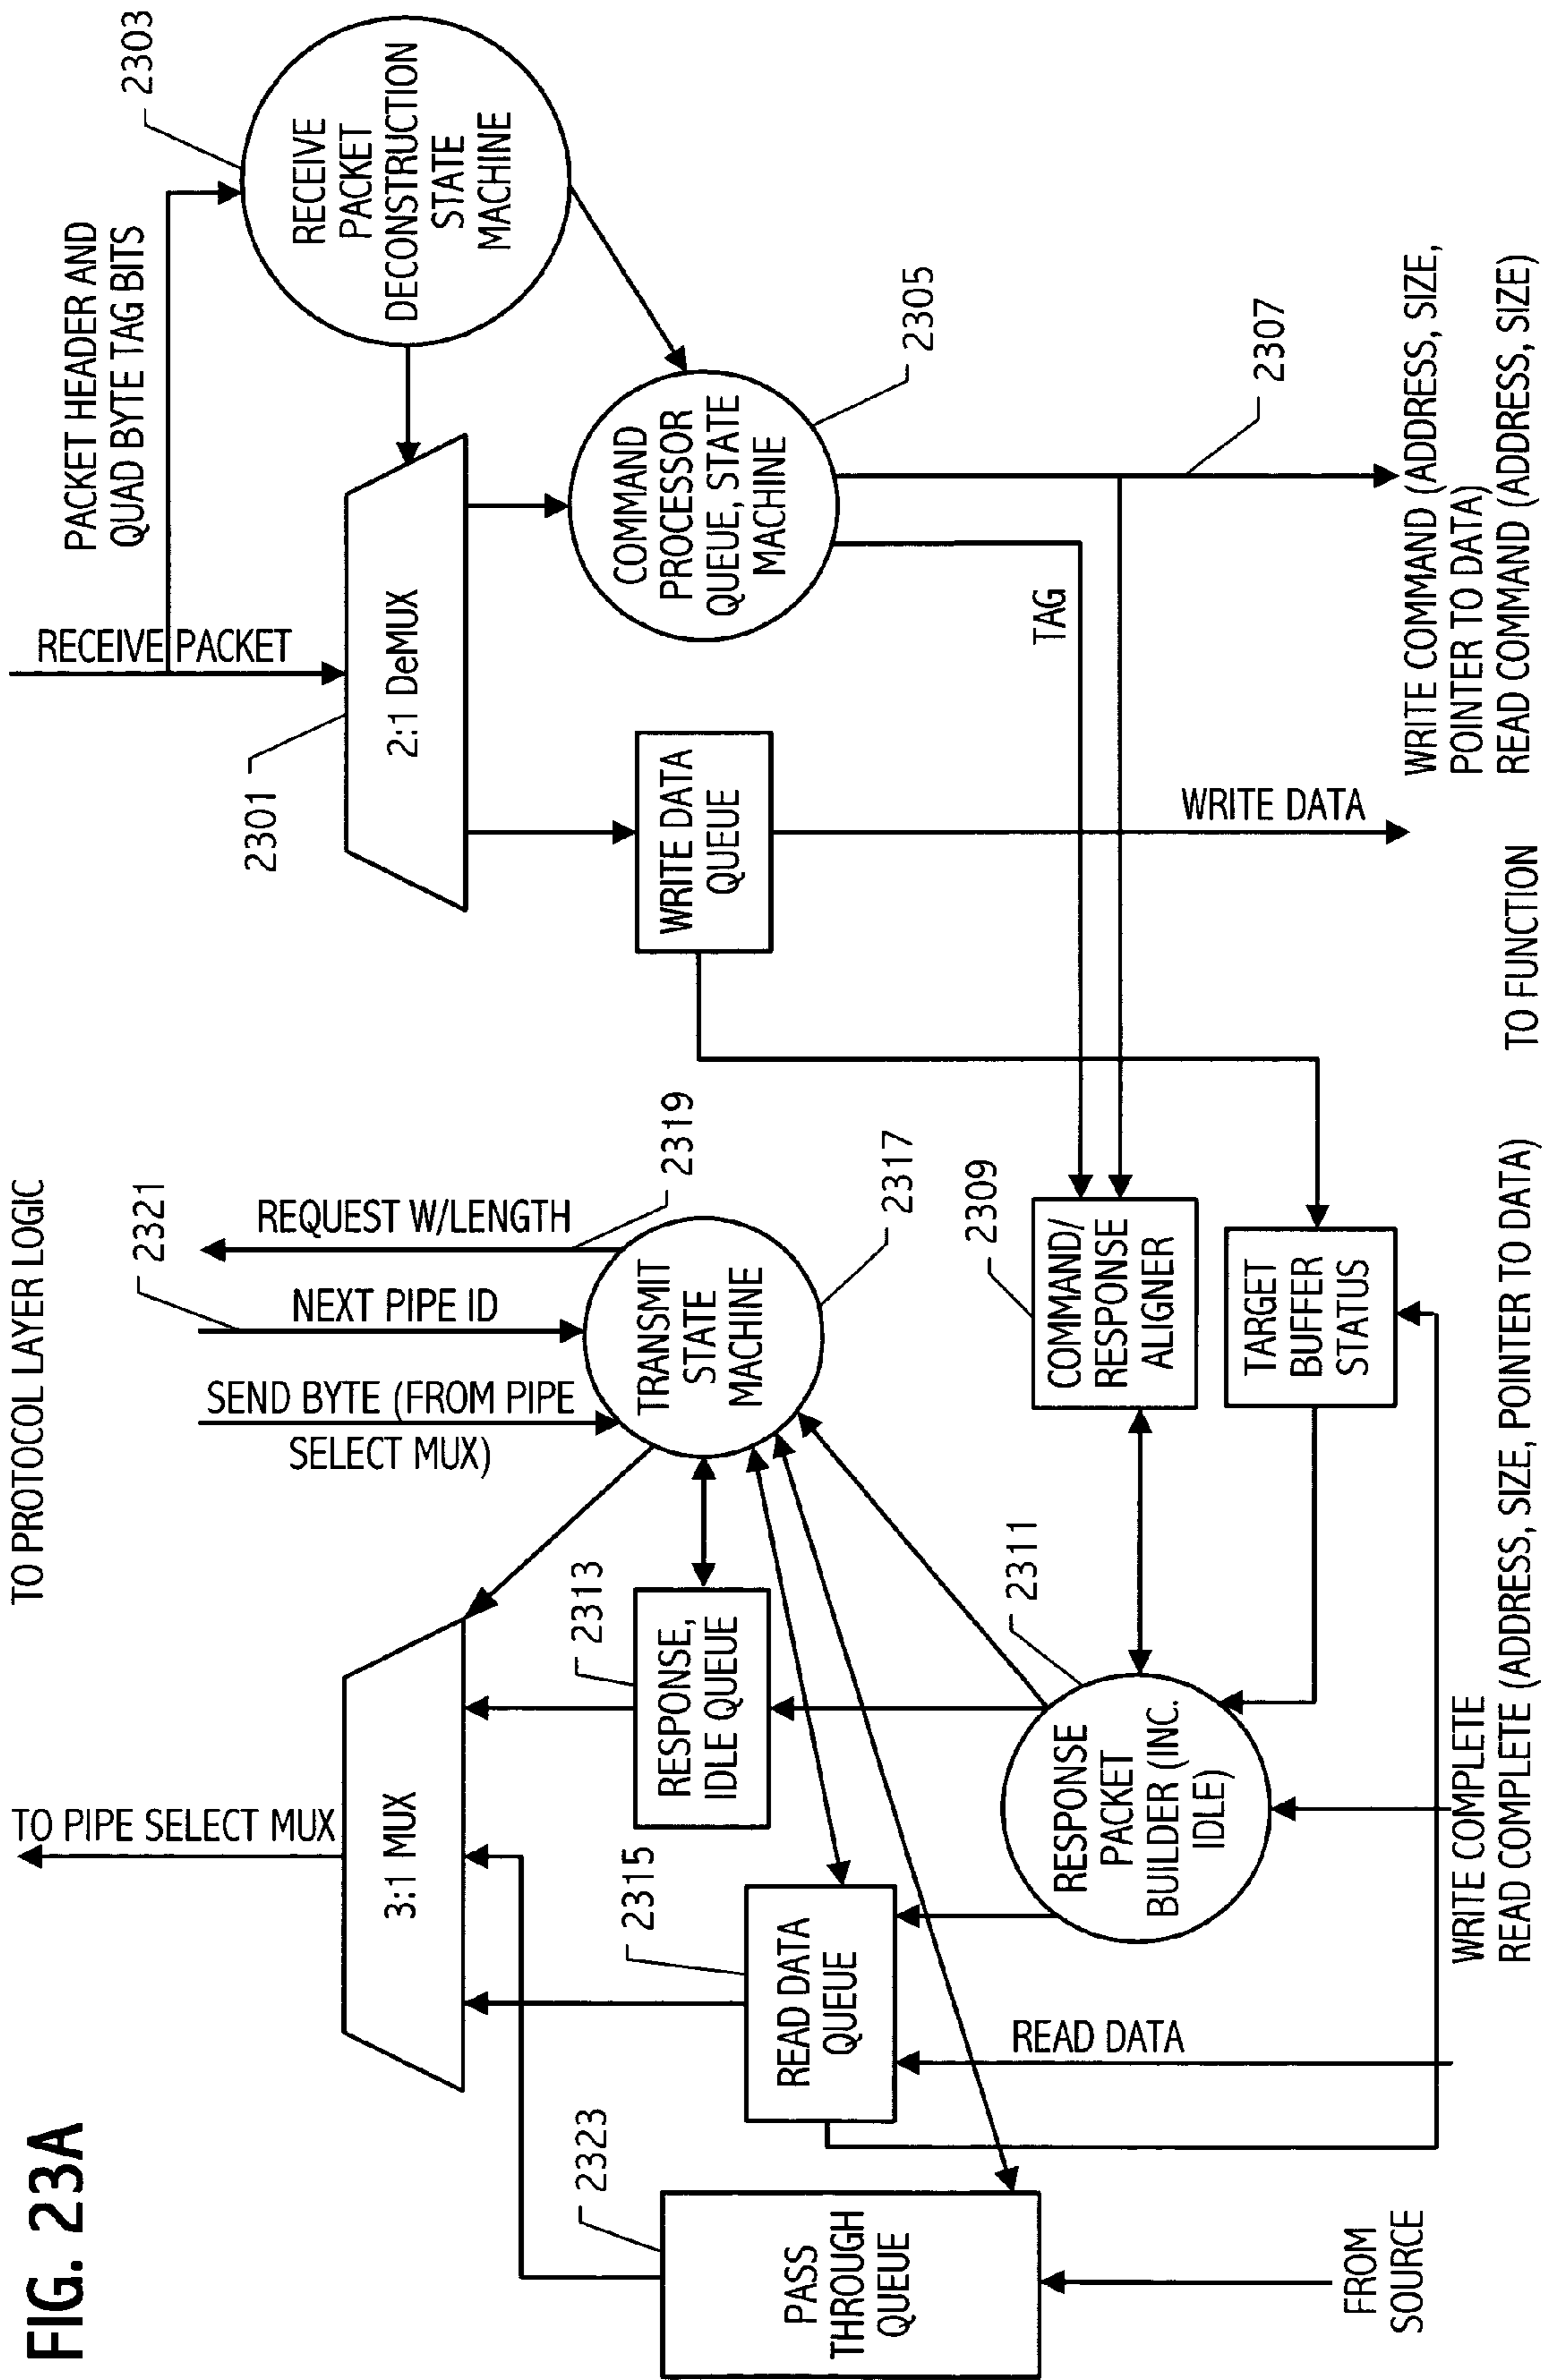 FIG. 23A
TO PROTOCOL LAYER LOGIC
TO PIPE SELECT MUX
3:1 MUX
SEND BYTE (FROM PIPE
SELECT MUX)
NEXT PIPE ID
2321
REQUEST W/LENGTH
2319
TRANSMIT
STATE
MACHINE
2317
2323
PASS
THROUGH
QUEUE
FROM
SOURCE
2315
READ DATA
QUEUE
READ DATA
2313
RESPONSE,
IDLE QUEUE
2311
RESPONSE
PACKET
BUILDER (INC.
IDLE)
2309
COMMAND/
RESPONSE
ALIGNER
TARGET
BUFFER
STATUS
WRITE COMPLETE
READ COMPLETE (ADDRESS, SIZE, POINTER TO DATA)
RECEIVE PACKET
PACKET HEADER AND
QUAD BYTE TAG BITS
2303
RECEIVE
PACKET
DECONSTRUCTION
STATE
MACHINE
2301
2:1 DeMUX
WRITE DATA
QUEUE
COMMAND
PROCESSOR
QUEUE, STATE
MACHINE
2305
TAG
2307
WRITE DATA
WRITE COMMAND (ADDRESS, SIZE,
POINTER TO DATA)
READ COMMAND (ADDRESS, SIZE)
TO FUNCTION